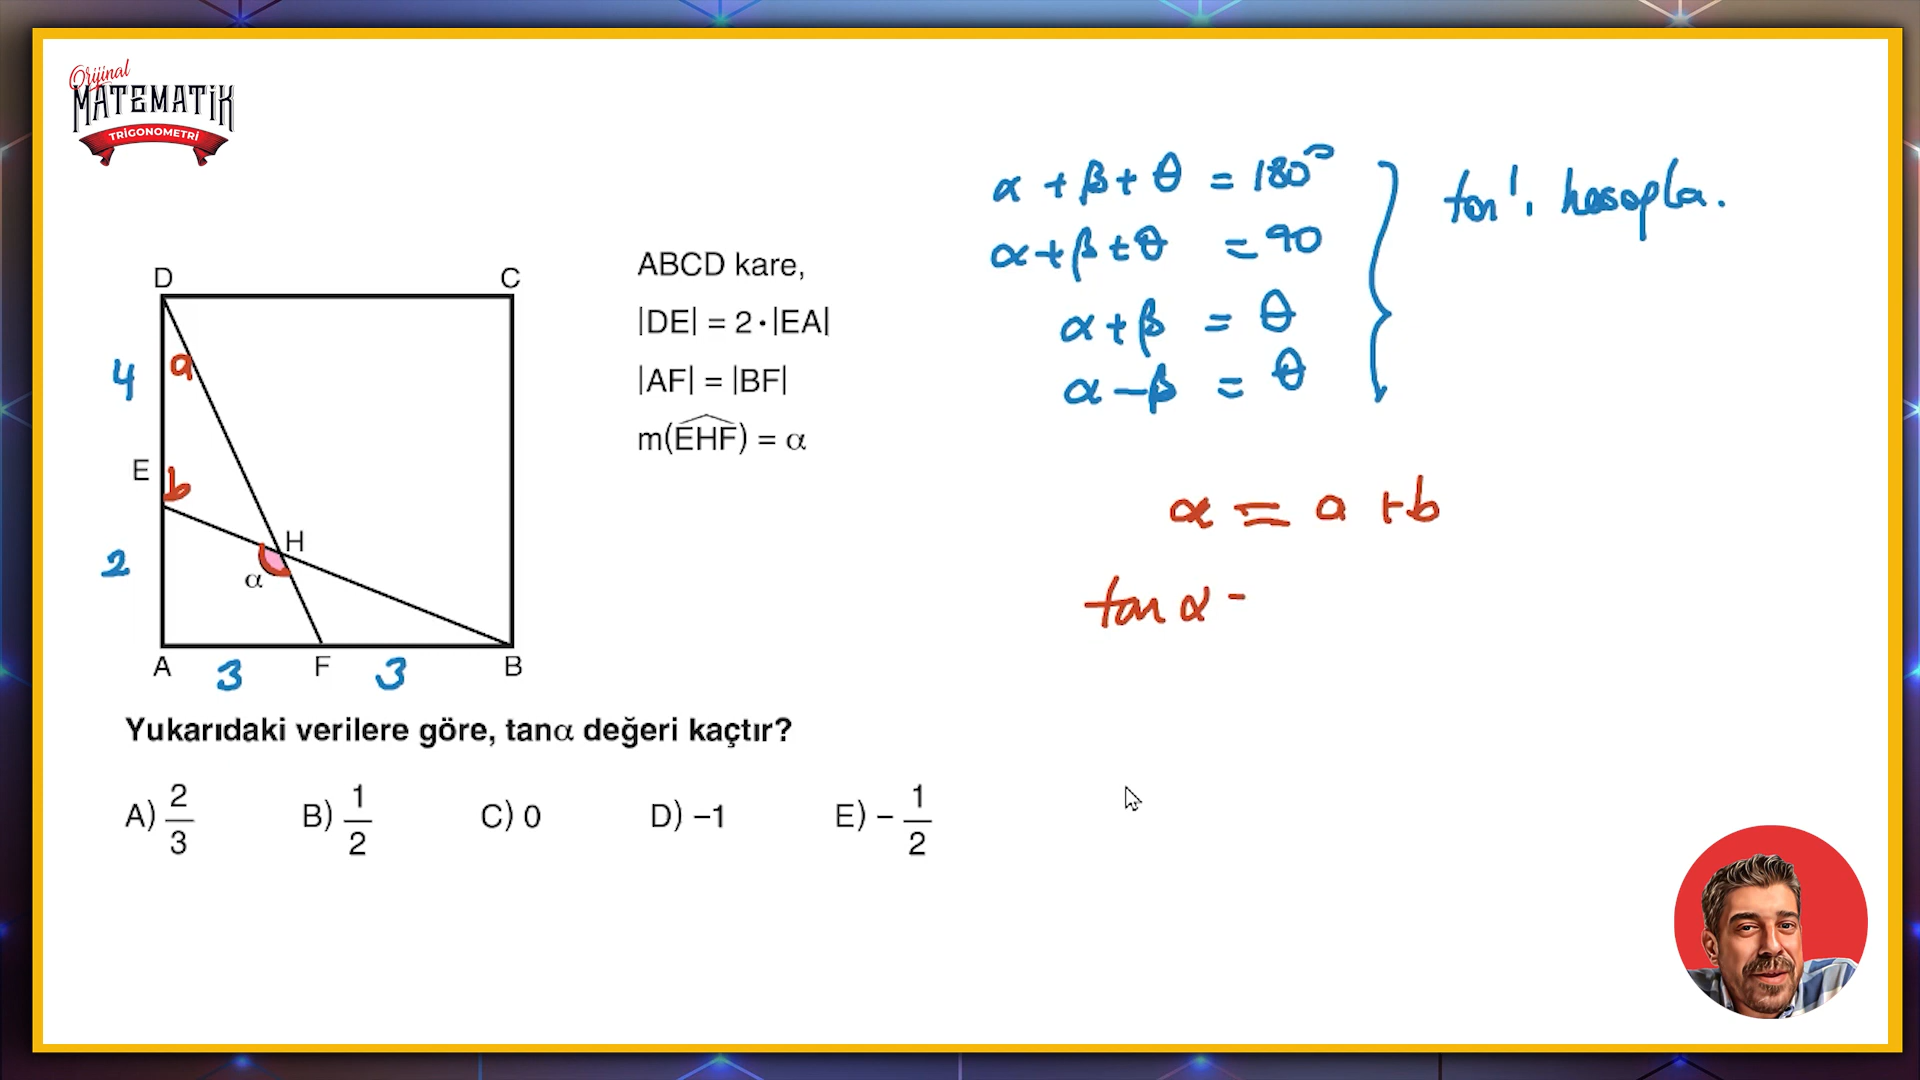 Orijinal
MATEMATİK
TRİGONOMETRİ
α + β + θ = 180°
α + β + θ = 90
α + β = θ
α - β = θ
tan'ı hesapla.
D
C
4
a
E
b
H
α
2
A
3
F
3
B
ABCD kare,
|DE| = 2·|EA|
|AF| = |BF|
m(EHF) = α
α = a + b
tan α =
Yukarıdaki verilere göre, tanα değeri kaçtır?
A) 2/3 B) 1/2 C) 0 D) –1 E) – 1/2